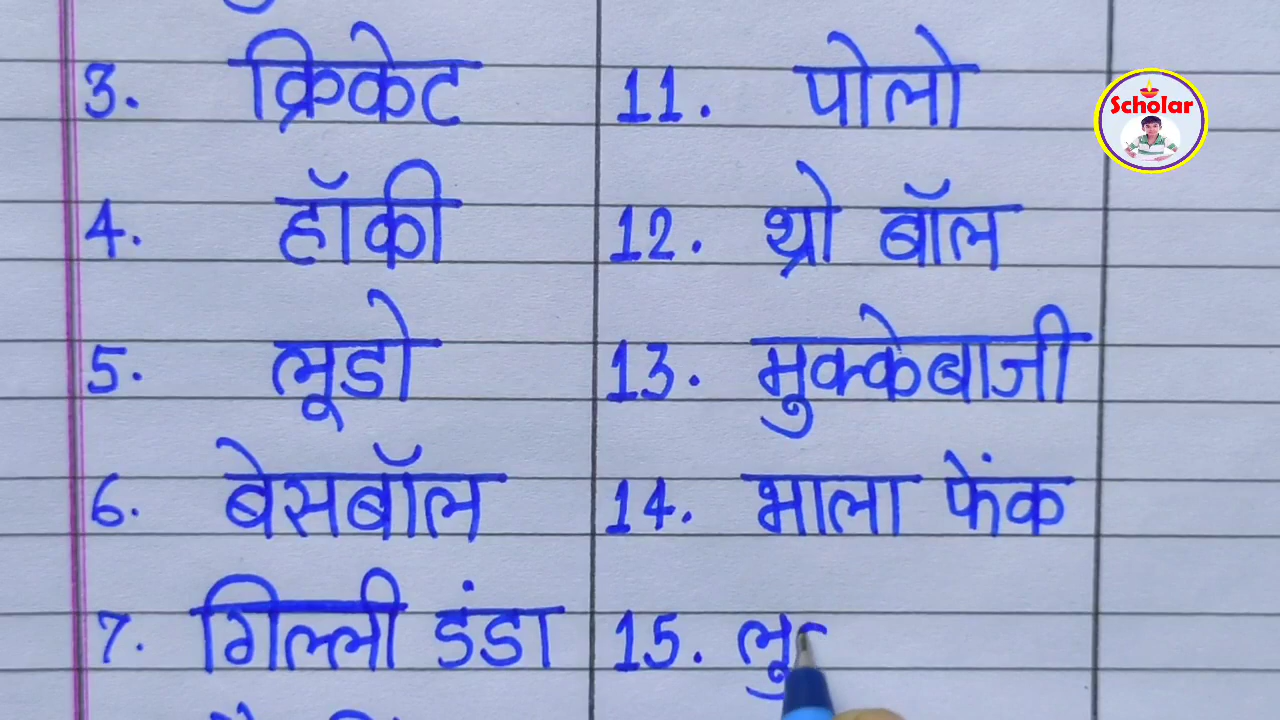 3. क्रिकेट
4. हॉकी
5. लूडो
6. बेसबॉल
7. गिल्ली डंडा
11. पोलो
12. थ्रो बॉल
13. मुक्केबाजी
14. भाला फेंक
15. लु
Scholar